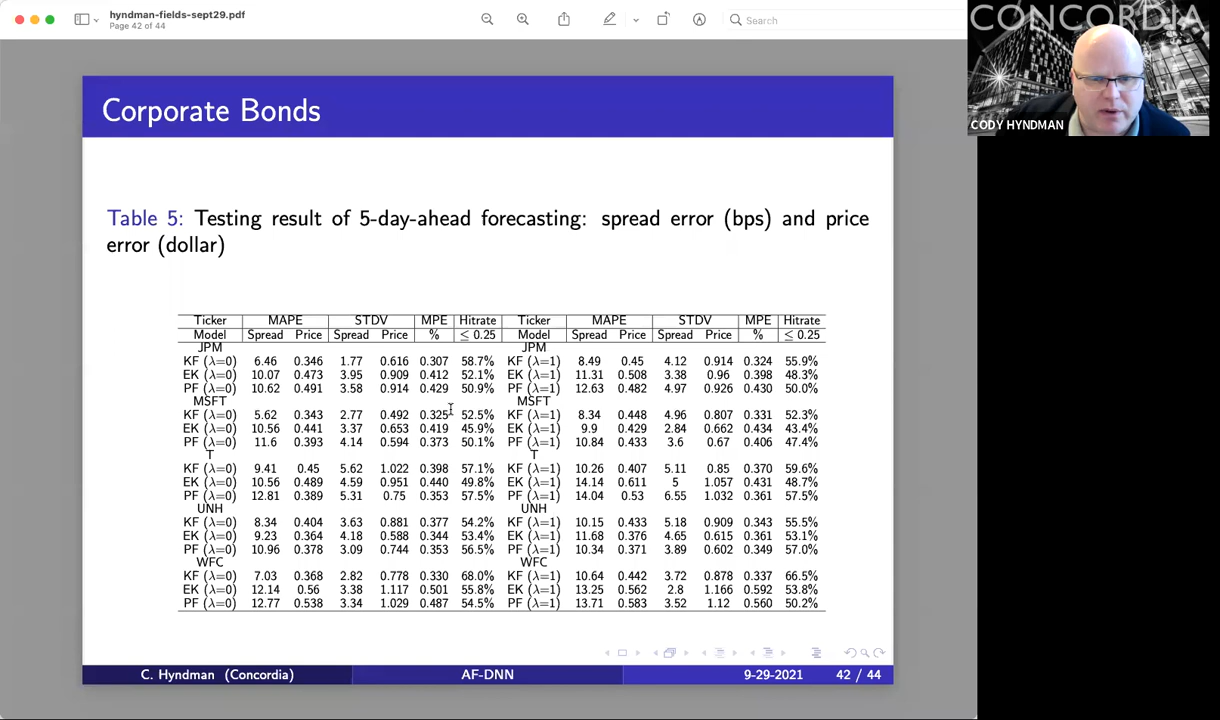 hyndman-fields-sept29.pdf
Page 42 of 44
Search
CONCORDIA
CODY HYNDMAN
Corporate Bonds
Table 5: Testing result of 5-day-ahead forecasting: spread error (bps) and price
error (dollar)
Ticker MAPE STDV MPE Hitrate Ticker MAPE STDV MPE Hitrate
Model Spread Price Spread Price % ≤ 0.25 Model Spread Price Spread Price % ≤ 0.25
JPM JPM
KF (λ=0) 6.46 0.346 1.77 0.616 0.307 58.7% KF (λ=1) 8.49 0.45 4.12 0.914 0.324 55.9%
EK (λ=0) 10.07 0.473 3.95 0.909 0.412 52.1% EK (λ=1) 11.31 0.508 3.38 0.96 0.398 48.3%
PF (λ=0) 10.62 0.491 3.58 0.914 0.429 50.9% PF (λ=1) 12.63 0.482 4.97 0.926 0.430 50.0%
MSFT MSFT
KF (λ=0) 5.62 0.343 2.77 0.492 0.325 52.5% KF (λ=1) 8.34 0.448 4.96 0.807 0.331 52.3%
EK (λ=0) 10.56 0.441 3.37 0.653 0.419 45.9% EK (λ=1) 9.9 0.429 2.84 0.662 0.434 43.4%
PF (λ=0) 11.6 0.393 4.14 0.594 0.373 50.1% PF (λ=1) 10.84 0.433 3.6 0.67 0.406 47.4%
T T
KF (λ=0) 9.41 0.45 5.62 1.022 0.398 57.1% KF (λ=1) 10.26 0.407 5.11 0.85 0.370 59.6%
EK (λ=0) 10.56 0.489 4.59 0.951 0.440 49.8% EK (λ=1) 14.14 0.611 5 1.057 0.431 48.7%
PF (λ=0) 12.81 0.389 5.31 0.75 0.353 57.5% PF (λ=1) 14.04 0.53 6.55 1.032 0.361 57.5%
UNH UNH
KF (λ=0) 8.34 0.404 3.63 0.881 0.377 54.2% KF (λ=1) 10.15 0.433 5.18 0.909 0.343 55.5%
EK (λ=0) 9.23 0.364 4.18 0.588 0.344 53.4% EK (λ=1) 11.68 0.376 4.65 0.615 0.361 53.1%
PF (λ=0) 10.96 0.378 3.09 0.744 0.353 56.5% PF (λ=1) 10.34 0.371 3.89 0.602 0.349 57.0%
WFC WFC
KF (λ=0) 7.03 0.368 2.82 0.778 0.330 68.0% KF (λ=1) 10.64 0.442 3.72 0.878 0.337 66.5%
EK (λ=0) 12.14 0.56 3.38 1.117 0.501 55.8% EK (λ=1) 13.25 0.562 2.8 1.166 0.592 53.8%
PF (λ=0) 12.77 0.538 3.34 1.029 0.487 54.5% PF (λ=1) 13.71 0.583 3.52 1.12 0.560 50.2%
C. Hyndman (Concordia) AF-DNN 9-29-2021 42 / 44